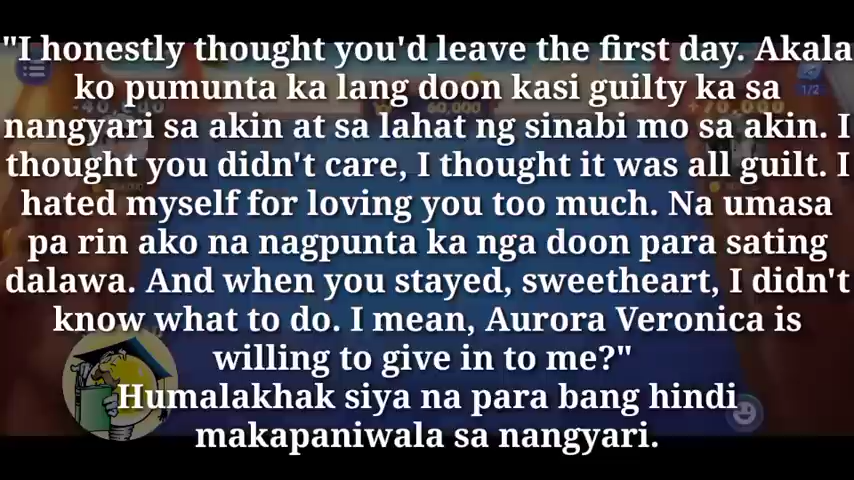 "I honestly thought you'd leave the first day. Akala
ko pumunta ka lang doon kasi guilty ka sa
nangyari sa akin at sa lahat ng sinabi mo sa akin. I
thought you didn't care, I thought it was all guilt. I
hated myself for loving you too much. Na umasa
pa rin ako na nagpunta ka nga doon para sating
dalawa. And when you stayed, sweetheart, I didn't
know what to do. I mean, Aurora Veronica is
willing to give in to me?"
Humalakhak siya na para bang hindi
makapaniwala sa nangyari.
60,000
1/2